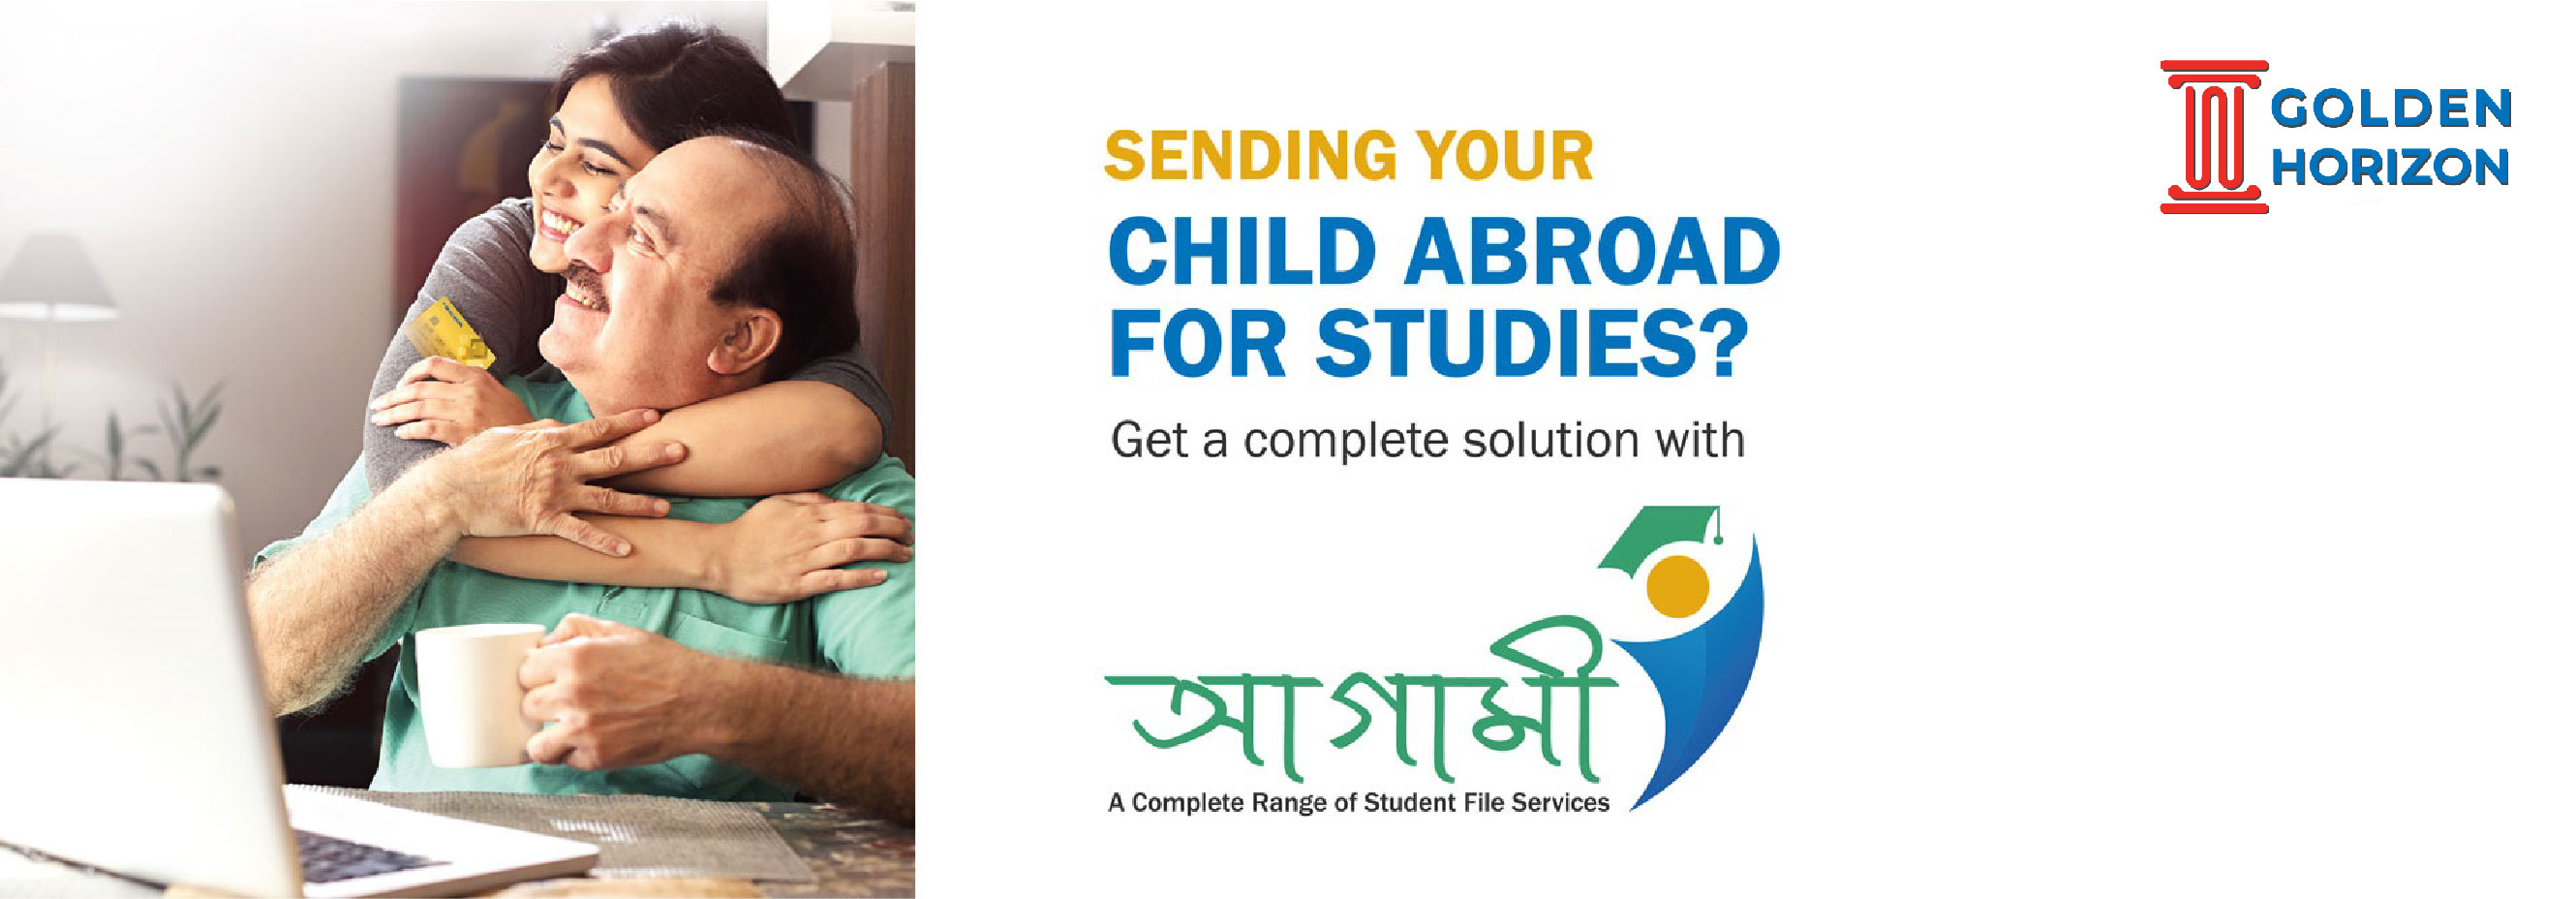 SENDING YOUR
CHILD ABROAD
FOR STUDIES?
Get a complete solution with
আগামী
A Complete Range of Student File Services
GOLDEN
HORIZON